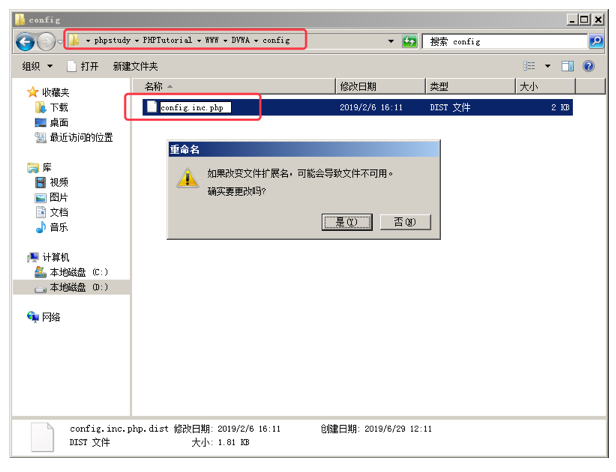 config
▾ phpstudy ▾ PHPTutorial ▾ WWW ▾ DVWA ▾ config
搜索 config
组织 ▾ 打开 新建文件夹
名称 修改日期 类型 大小
config.inc.php 2019/2/6 16:11 DIST 文件 2 KB
收藏夹
下载
桌面
最近访问的位置
库
视频
图片
文档
音乐
计算机
本地磁盘 (C:)
本地磁盘 (D:)
网络
重命名
如果改变文件扩展名，可能会导致文件不可用。
确实要更改吗?
是(Y) 否(N)
config.inc.php.dist 修改日期: 2019/2/6 16:11 创建日期: 2019/6/29 12:11
DIST 文件 大小: 1.81 KB